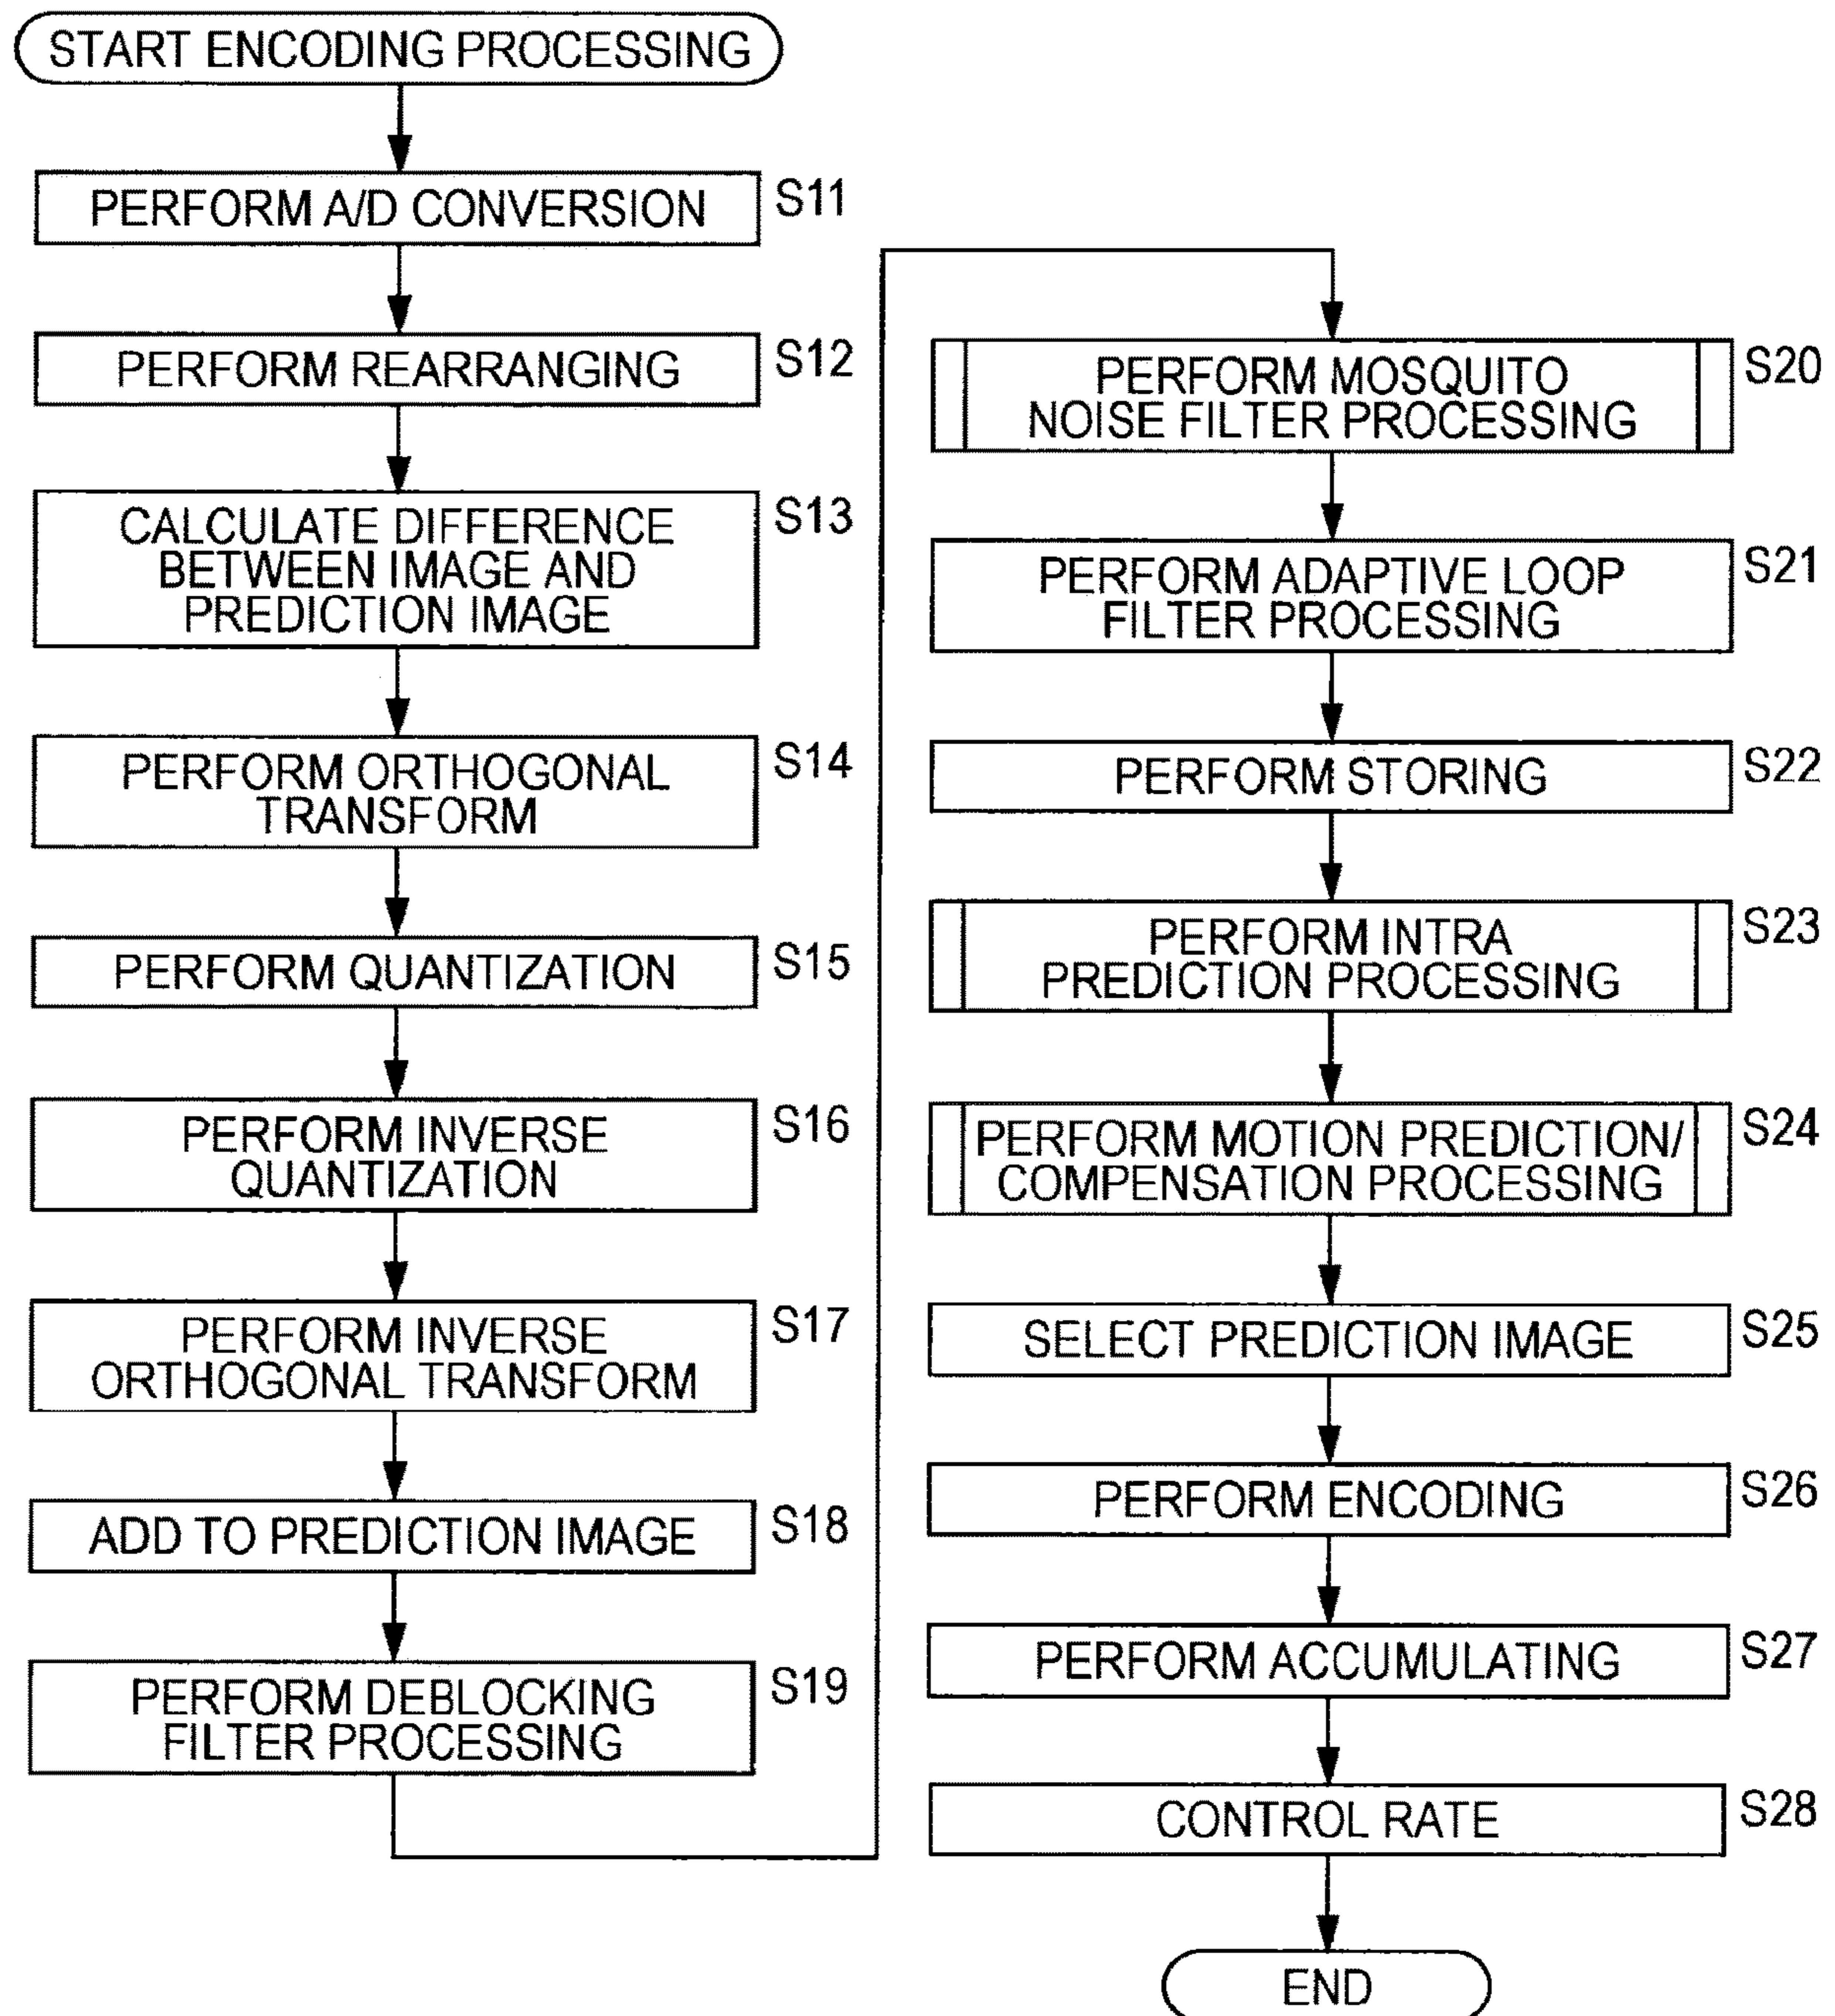 START ENCODING PROCESSING
PERFORM A/D CONVERSION
S11
PERFORM REARRANGING
S12
CALCULATE DIFFERENCE
BETWEEN IMAGE AND
PREDICTION IMAGE
S13
PERFORM ORTHOGONAL
TRANSFORM
S14
PERFORM QUANTIZATION
S15
PERFORM INVERSE
QUANTIZATION
S16
PERFORM INVERSE
ORTHOGONAL TRANSFORM
S17
ADD TO PREDICTION IMAGE
S18
PERFORM DEBLOCKING
FILTER PROCESSING
S19
PERFORM MOSQUITO
NOISE FILTER PROCESSING
S20
PERFORM ADAPTIVE LOOP
FILTER PROCESSING
S21
PERFORM STORING
S22
PERFORM INTRA
PREDICTION PROCESSING
S23
PERFORM MOTION PREDICTION/
COMPENSATION PROCESSING
S24
SELECT PREDICTION IMAGE
S25
PERFORM ENCODING
S26
PERFORM ACCUMULATING
S27
CONTROL RATE
S28
END